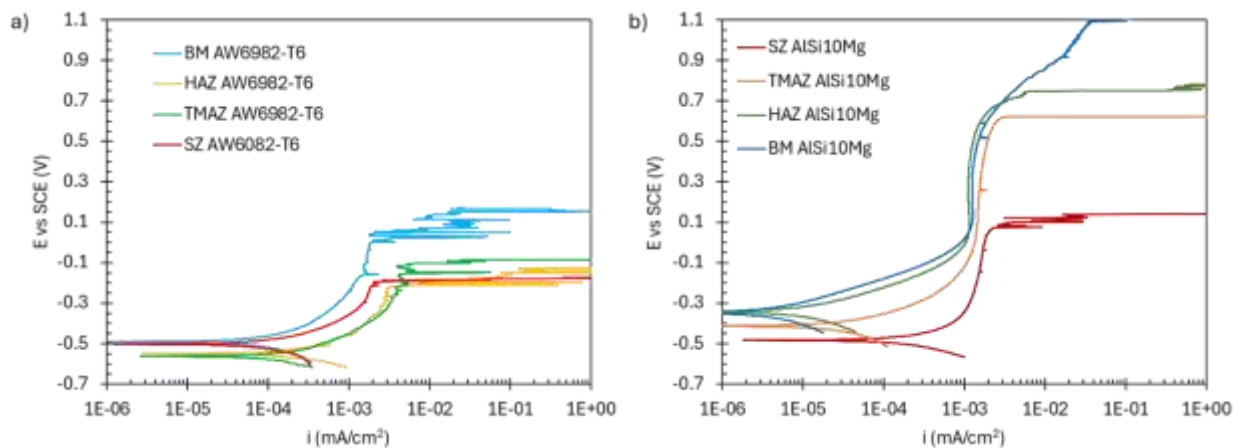 a)
1.1
0.9
0.7
0.5
0.3
0.1
-0.1
-0.3
-0.5
-0.7
E vs SCE (V)
BM AW6982-T6
HAZ AW6982-T6
TMAZ AW6982-T6
SZ AW6082-T6
1E-06 1E-05 1E-04 1E-03 1E-02 1E-01 1E+00
i (mA/cm²)
b)
1.1
0.9
0.7
0.5
0.3
0.1
-0.1
-0.3
-0.5
-0.7
E vs SCE (V)
SZ AlSi10Mg
TMAZ AlSi10Mg
HAZ AlSi10Mg
BM AlSi10Mg
1E-06 1E-05 1E-04 1E-03 1E-02 1E-01 1E+00
i (mA/cm²)